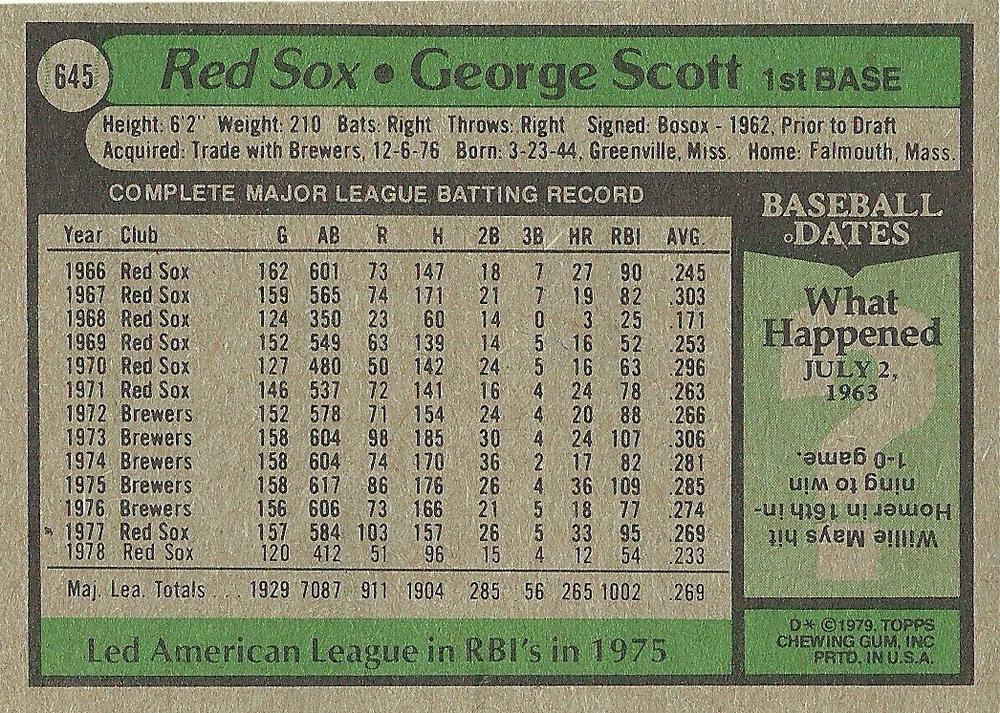 645
Red Sox • George Scott 1st BASE
Height: 6'2" Weight: 210 Bats: Right Throws: Right Signed: Bosox - 1962, Prior to Draft
Acquired: Trade with Brewers, 12-6-76 Born: 3-23-44, Greenville, Miss. Home: Falmouth, Mass.
COMPLETE MAJOR LEAGUE BATTING RECORD
Year Club G AB R H 2B 3B HR RBI AVG.
1966 Red Sox 162 601 73 147 18 7 27 90 .245
1967 Red Sox 159 565 74 171 21 7 19 82 .303
1968 Red Sox 124 350 23 60 14 0 3 25 .171
1969 Red Sox 152 549 63 139 14 5 16 52 .253
1970 Red Sox 127 480 50 142 24 5 16 63 .296
1971 Red Sox 146 537 72 141 16 4 24 78 .263
1972 Brewers 152 578 71 154 24 4 20 88 .266
1973 Brewers 158 604 98 185 30 4 24 107 .306
1974 Brewers 158 604 74 170 36 2 17 82 .281
1975 Brewers 158 617 86 176 26 4 36 109 .285
1976 Brewers 156 606 73 166 21 5 18 77 .274
1977 Red Sox 157 584 103 157 26 5 33 95 .269
1978 Red Sox 120 412 51 96 15 4 12 54 .233
Maj. Lea. Totals . . . 1929 7087 911 1904 285 56 265 1002 .269
Led American League in RBI's in 1975
BASEBALL
DATES
What
Happened
JULY 2,
1963
?
Willie Mays hit
Homer in 16th in-
ning to win
1-0 game.
D* ©1979, TOPPS
CHEWING GUM, INC
PRTD. IN U.S.A.